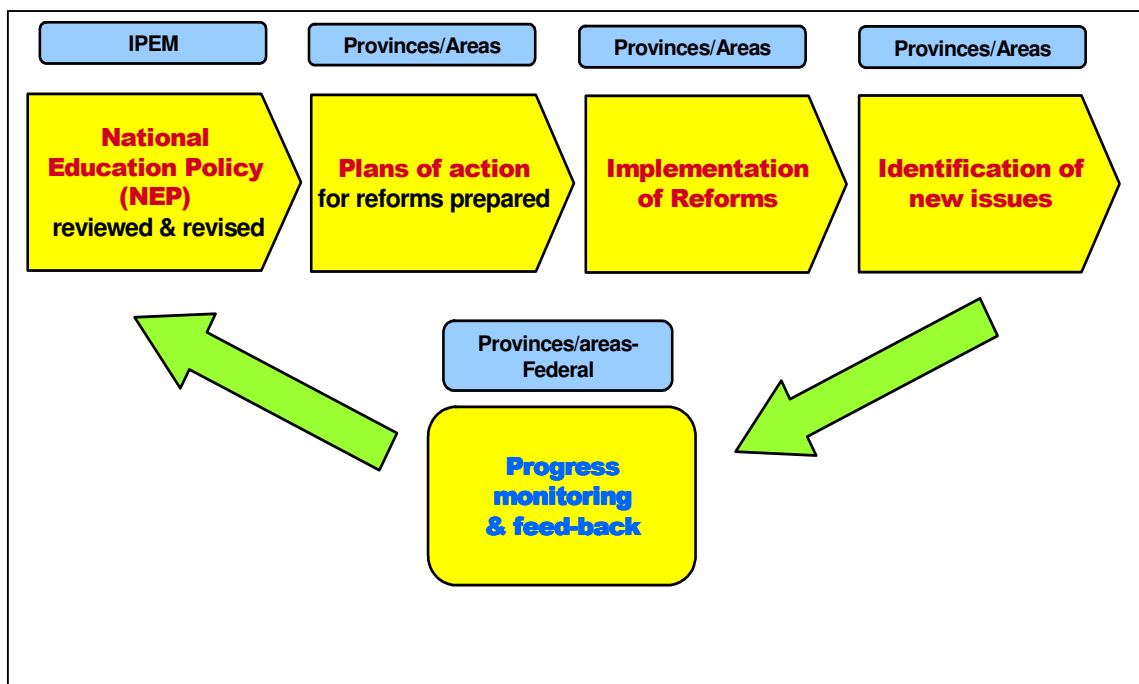 IPEM
Provinces/Areas
Provinces/Areas
Provinces/Areas
National
Education Policy
(NEP)
reviewed & revised
Plans of action
for reforms prepared
Implementation
of Reforms
Identification of
new issues
Provinces/areas-
Federal
Progress
monitoring
& feed-back